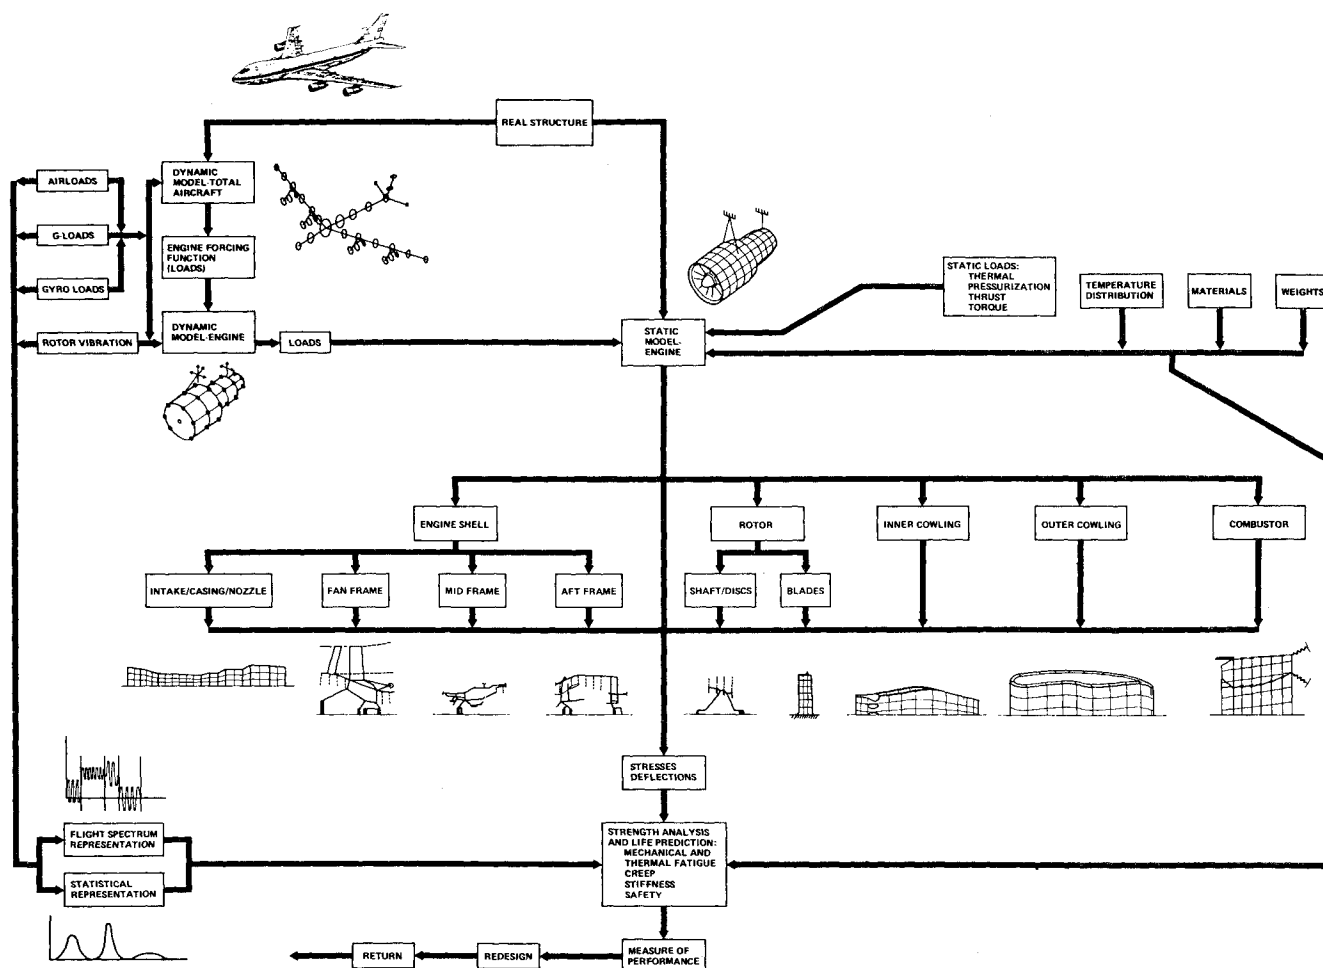 REAL STRUCTURE
DYNAMIC
MODEL-TOTAL
AIRCRAFT
AIRLOADS
G-LOADS
ENGINE FORCING
FUNCTION
(LOADS)
GYRO LOADS
ROTOR VIBRATION
DYNAMIC
MODEL-ENGINE
LOADS
STATIC
MODEL-
ENGINE
STATIC LOADS:
THERMAL
PRESSURIZATION
THRUST
TORQUE
TEMPERATURE
DISTRIBUTION
MATERIALS
WEIGHTS
ENGINE SHELL
ROTOR
INNER COWLING
OUTER COWLING
COMBUSTOR
INTAKE/CASING/NOZZLE
FAN FRAME
MID FRAME
AFT FRAME
SHAFT/DISCS
BLADES
STRESSES
DEFLECTIONS
FLIGHT SPECTRUM
REPRESENTATION
STATISTICAL
REPRESENTATION
STRENGTH ANALYSIS
AND LIFE PREDICTION:
MECHANICAL AND
THERMAL FATIGUE
CREEP
STIFFNESS
SAFETY
RETURN
REDESIGN
MEASURE OF
PERFORMANCE